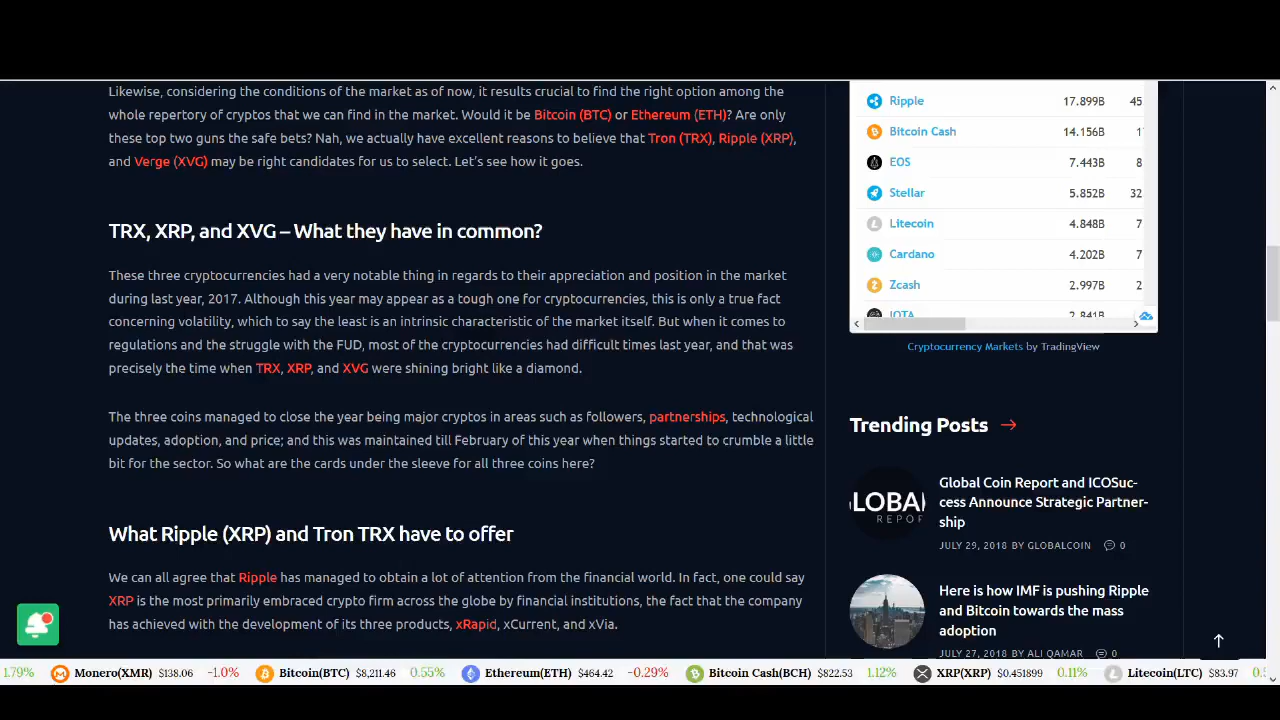 Likewise, considering the conditions of the market as of now, it results crucial to find the right option among the
whole repertory of cryptos that we can find in the market. Would it be Bitcoin (BTC) or Ethereum (ETH)? Are only
these top two guns the safe bets? Nah, we actually have excellent reasons to believe that Tron (TRX), Ripple (XRP),
and Verge (XVG) may be right candidates for us to select. Let's see how it goes.
TRX, XRP, and XVG – What they have in common?
These three cryptocurrencies had a very notable thing in regards to their appreciation and position in the market
during last year, 2017. Although this year may appear as a tough one for cryptocurrencies, this is only a true fact
concerning volatility, which to say the least is an intrinsic characteristic of the market itself. But when it comes to
regulations and the struggle with the FUD, most of the cryptocurrencies had difficult times last year, and that was
precisely the time when TRX, XRP, and XVG were shining bright like a diamond.
The three coins managed to close the year being major cryptos in areas such as followers, partnerships, technological
updates, adoption, and price; and this was maintained till February of this year when things started to crumble a little
bit for the sector. So what are the cards under the sleeve for all three coins here?
What Ripple (XRP) and Tron TRX have to offer
We can all agree that Ripple has managed to obtain a lot of attention from the financial world. In fact, one could say
XRP is the most primarily embraced crypto firm across the globe by financial institutions, the fact that the company
has achieved with the development of its three products, xRapid, xCurrent, and xVia.
Ripple 17.899B 45
Bitcoin Cash 14.156B 1
EOS 7.443B 8
Stellar 5.852B 32
Litecoin 4.848B 7
Cardano 4.202B 7
Zcash 2.997B 2
IOTA 2.841B
Cryptocurrency Markets by TradingView
Trending Posts →
LOBAL
REPOR
Global Coin Report and ICOSuc-
cess Announce Strategic Partner-
ship
JULY 29, 2018 BY GLOBALCOIN 0
Here is how IMF is pushing Ripple
and Bitcoin towards the mass
adoption
JULY 27, 2018 BY ALI QAMAR 0
1.79% Monero(XMR) $138.06 -1.0% Bitcoin(BTC) $8,211.46 0.55% Ethereum(ETH) $464.42 -0.29% Bitcoin Cash(BCH) $822.53 1.12% XRP(XRP) $0.451899 0.11% Litecoin(LTC) $83.97